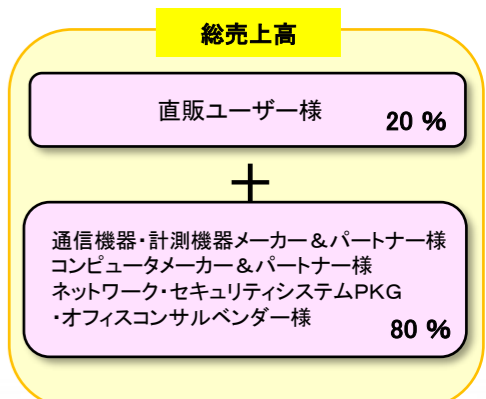 総売上高
直販ユーザー様
20 %
＋
通信機器・計測機器メーカー＆パートナー様
コンピュータメーカー＆パートナー様
ネットワーク・セキュリティシステムPKG
・オフィスコンサルベンダー様
80 %